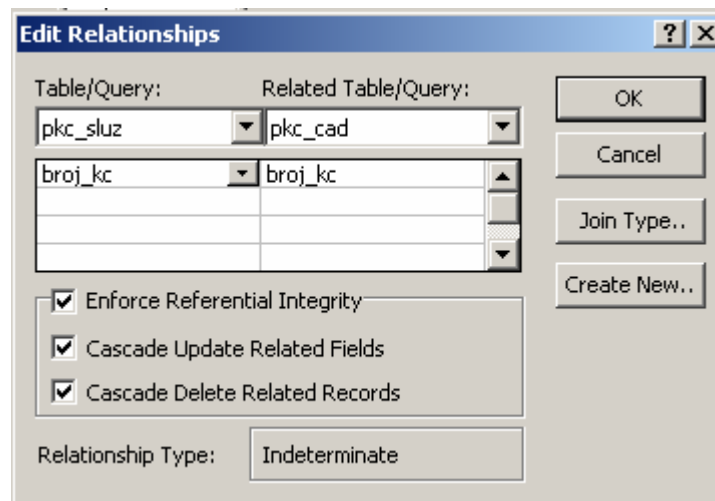 Edit Relationships
Table/Query: Related Table/Query:
pkc_sluz pkc_cad
broj_kc broj_kc
Enforce Referential Integrity
Cascade Update Related Fields
Cascade Delete Related Records
Relationship Type: Indeterminate
OK
Cancel
Join Type..
Create New..